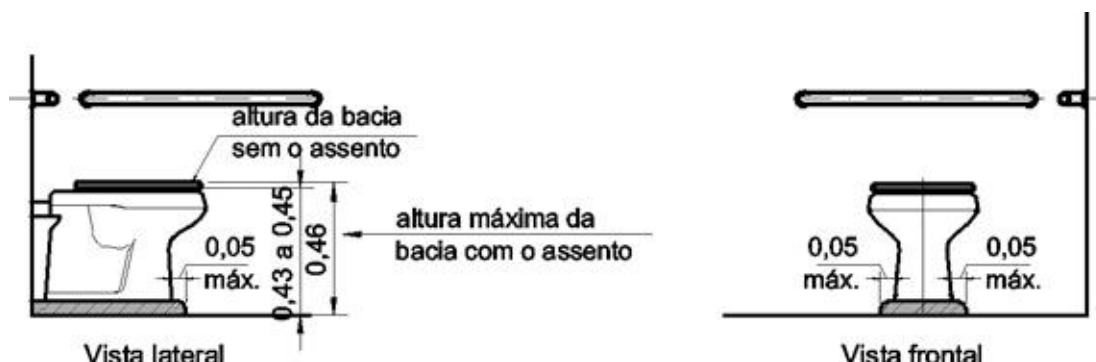 altura da bacia
sem o assento
0,43 a 0,45
0,46
altura máxima da
bacia com o assento
0,05
máx.
0,05
máx.
0,05
máx.
Vista lateral
Vista frontal